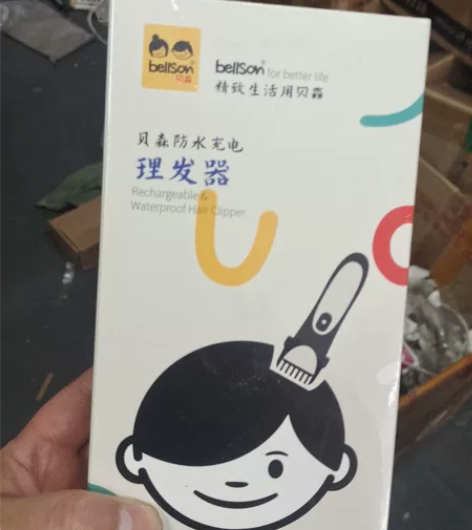 bellson®
贝森
bellson® for better life
精致生活用贝森
贝森防水充电
理发器
Rechargeable &
Waterproof Hair Clipper